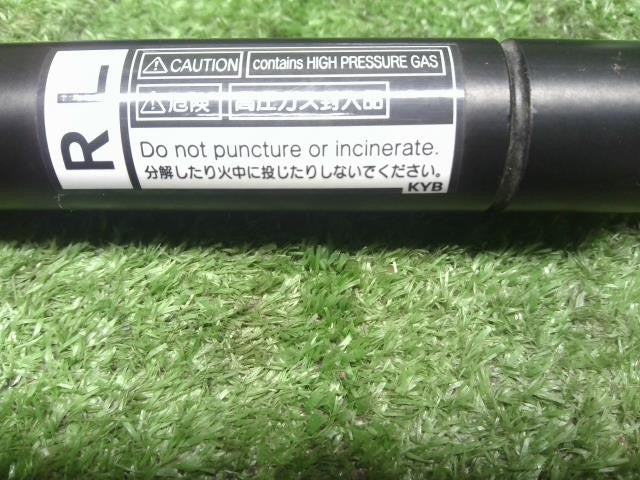 R L
⚠CAUTION contains HIGH PRESSURE GAS
⚠危険 高圧ガス封入品
Do not puncture or incinerate.
分解したり火中に投じたりしないでください。
KYB